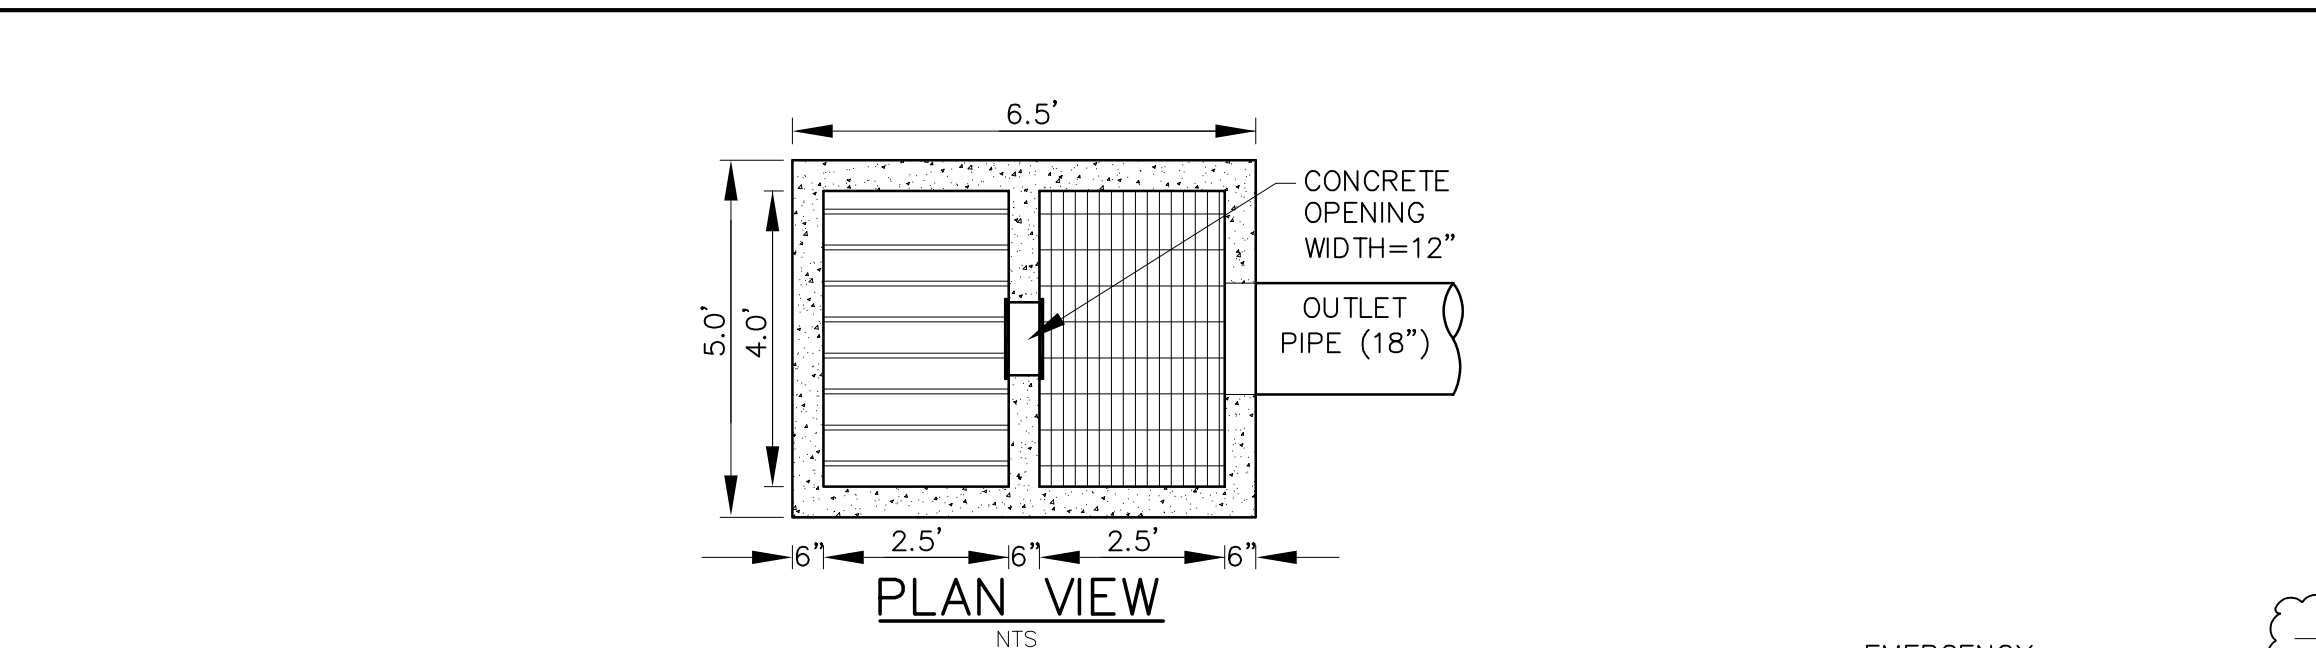 6.5'
CONCRETE
OPENING
WIDTH=12"
5.0'
4.0'
OUTLET
PIPE (18")
6" 2.5' 6" 2.5' 6"
PLAN VIEW
NTS